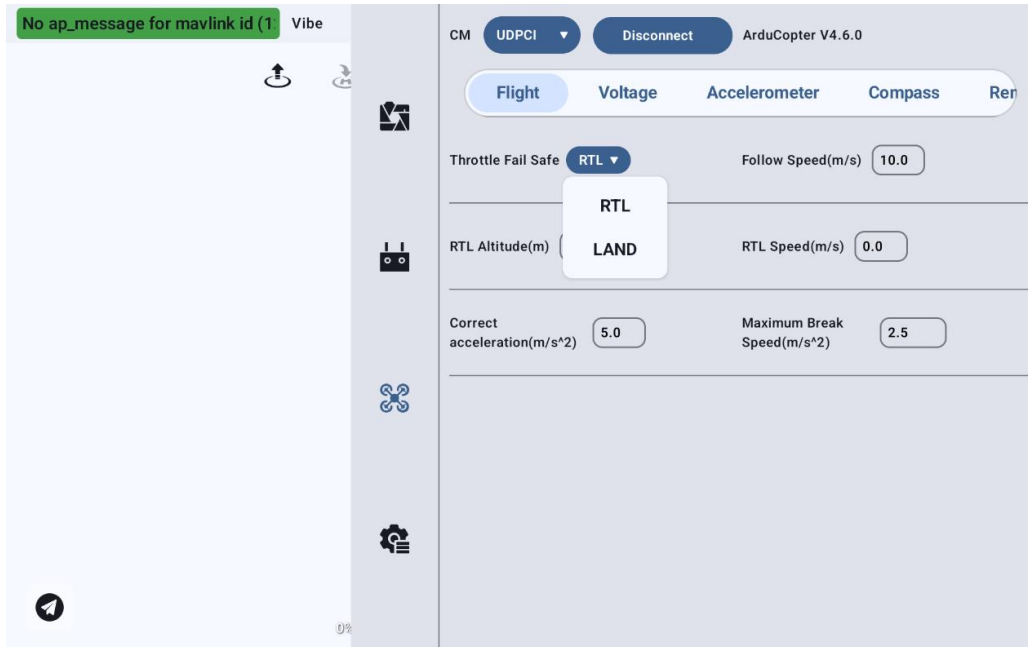 No ap_message for mavlink id (1
Vibe
CM UDPCI ▼ Disconnect ArduCopter V4.6.0
Flight Voltage Accelerometer Compass Ren
Throttle Fail Safe RTL ▼ Follow Speed(m/s) 10.0
RTL
LAND
RTL Altitude(m) RTL Speed(m/s) 0.0
Correct
acceleration(m/s^2) 5.0
Maximum Break
Speed(m/s^2) 2.5
0%